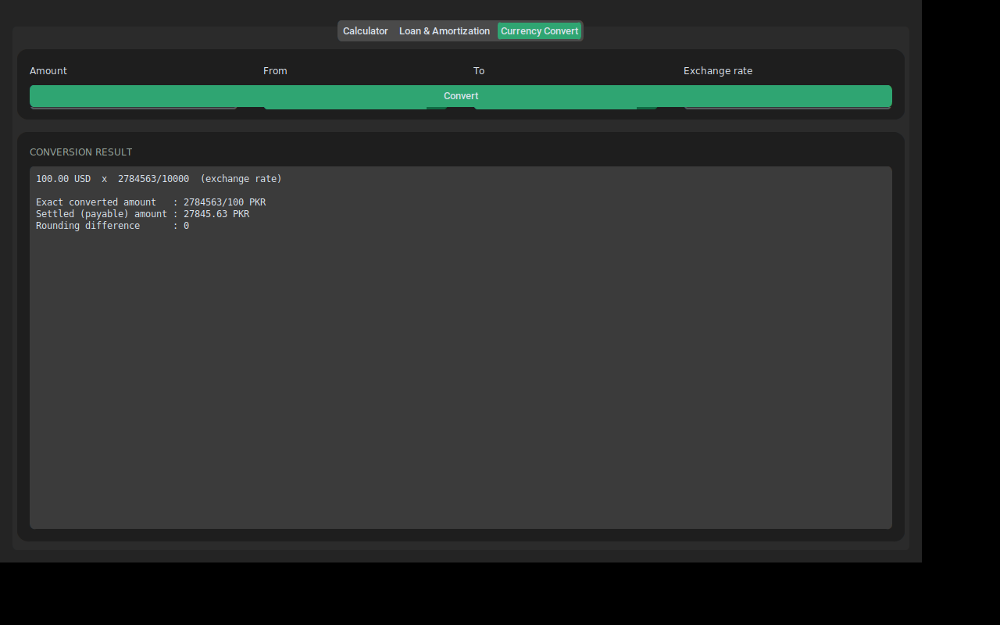 Calculator Loan & Amortization Currency Convert
Amount From To Exchange rate
Convert
CONVERSION RESULT
100.00 USD  x  2784563/10000  (exchange rate)
Exact converted amount   : 2784563/100 PKR
Settled (payable) amount : 27845.63 PKR
Rounding difference      : 0